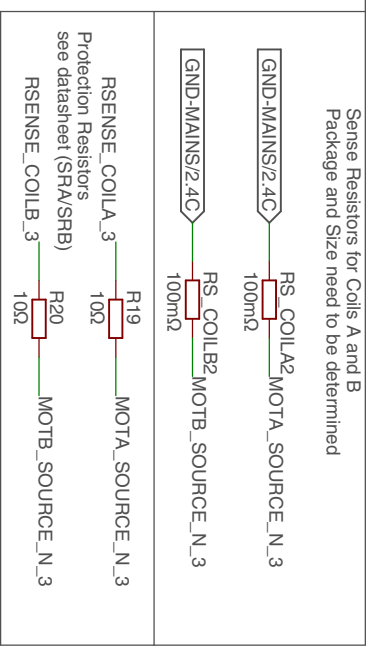 Sense Resistors for Coils A and B
Package and Size need to be determined
GND-MAINS/2.4C
RS_COILA2
100mΩ
MOTA_SOURCE_N_3
GND-MAINS/2.4C
RS_COILB2
100mΩ
MOTB_SOURCE_N_3
RSENSE_COILA_3
R19
10Ω
MOTA_SOURCE_N_3
Protection Resistors
see datasheet (SRA/SRB)
RSENSE_COILB_3
R20
10Ω
MOTB_SOURCE_N_3